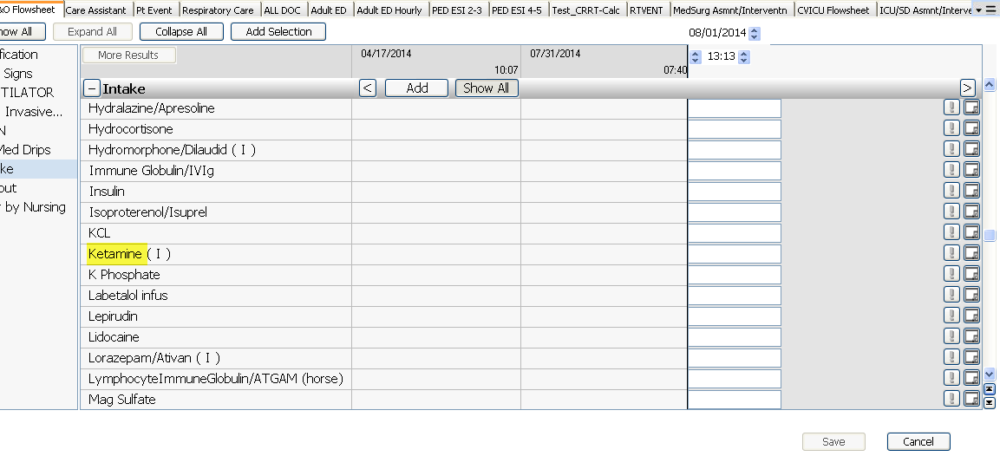 &O Flowsheet Care Assistant Pt Event Respiratory Care ALL DOC Adult ED Adult ED Hourly PED ESI 2-3 PED ESI 4-5 Test_CRRT-Calc RTVENT MedSurg Asmnt/Interventn CVICU Flowsheet ICU/SD Asmnt/Interve
how All Expand All Collapse All Add Selection 08/01/2014
fication More Results 04/17/2014 07/31/2014 13:13
10:07 07:40
Signs
TILATOR − Intake < Add Show All >
Invasive... Hydralazine/Apresoline
N Hydrocortisone
Med Drips Hydromorphone/Dilaudid ( I )
ke Immune Globulin/IVIg
out Insulin
r by Nursing Isoproterenol/Isuprel
KCL
Ketamine ( I )
K Phosphate
Labetalol infus
Lepirudin
Lidocaine
Lorazepam/Ativan ( I )
LymphocyteImmuneGlobulin/ATGAM (horse)
Mag Sulfate
Save Cancel